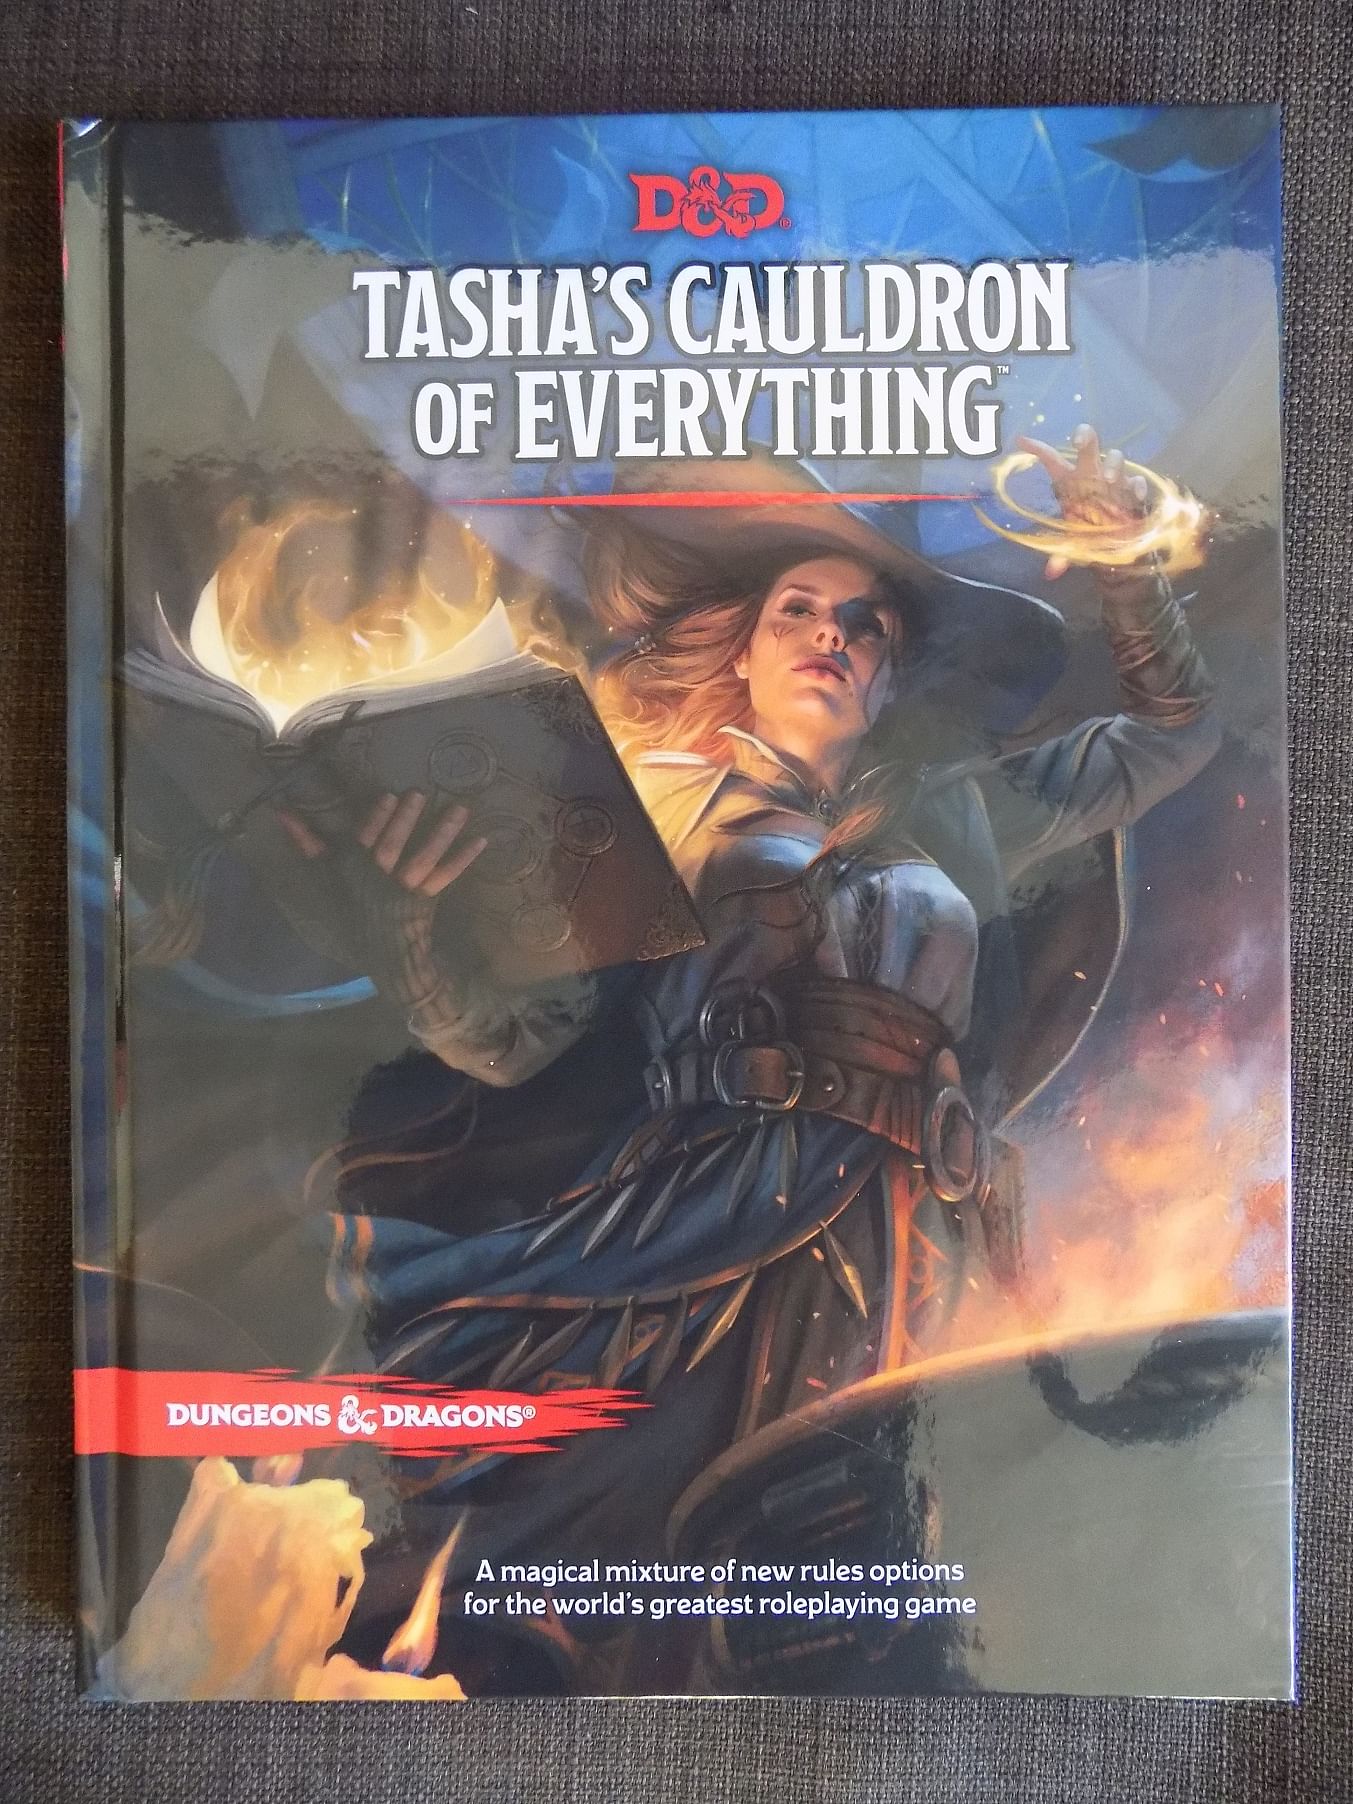 D&D®
TASHA'S CAULDRON
OF EVERYTHING™
DUNGEONS & DRAGONS®
A magical mixture of new rules options
for the world's greatest roleplaying game